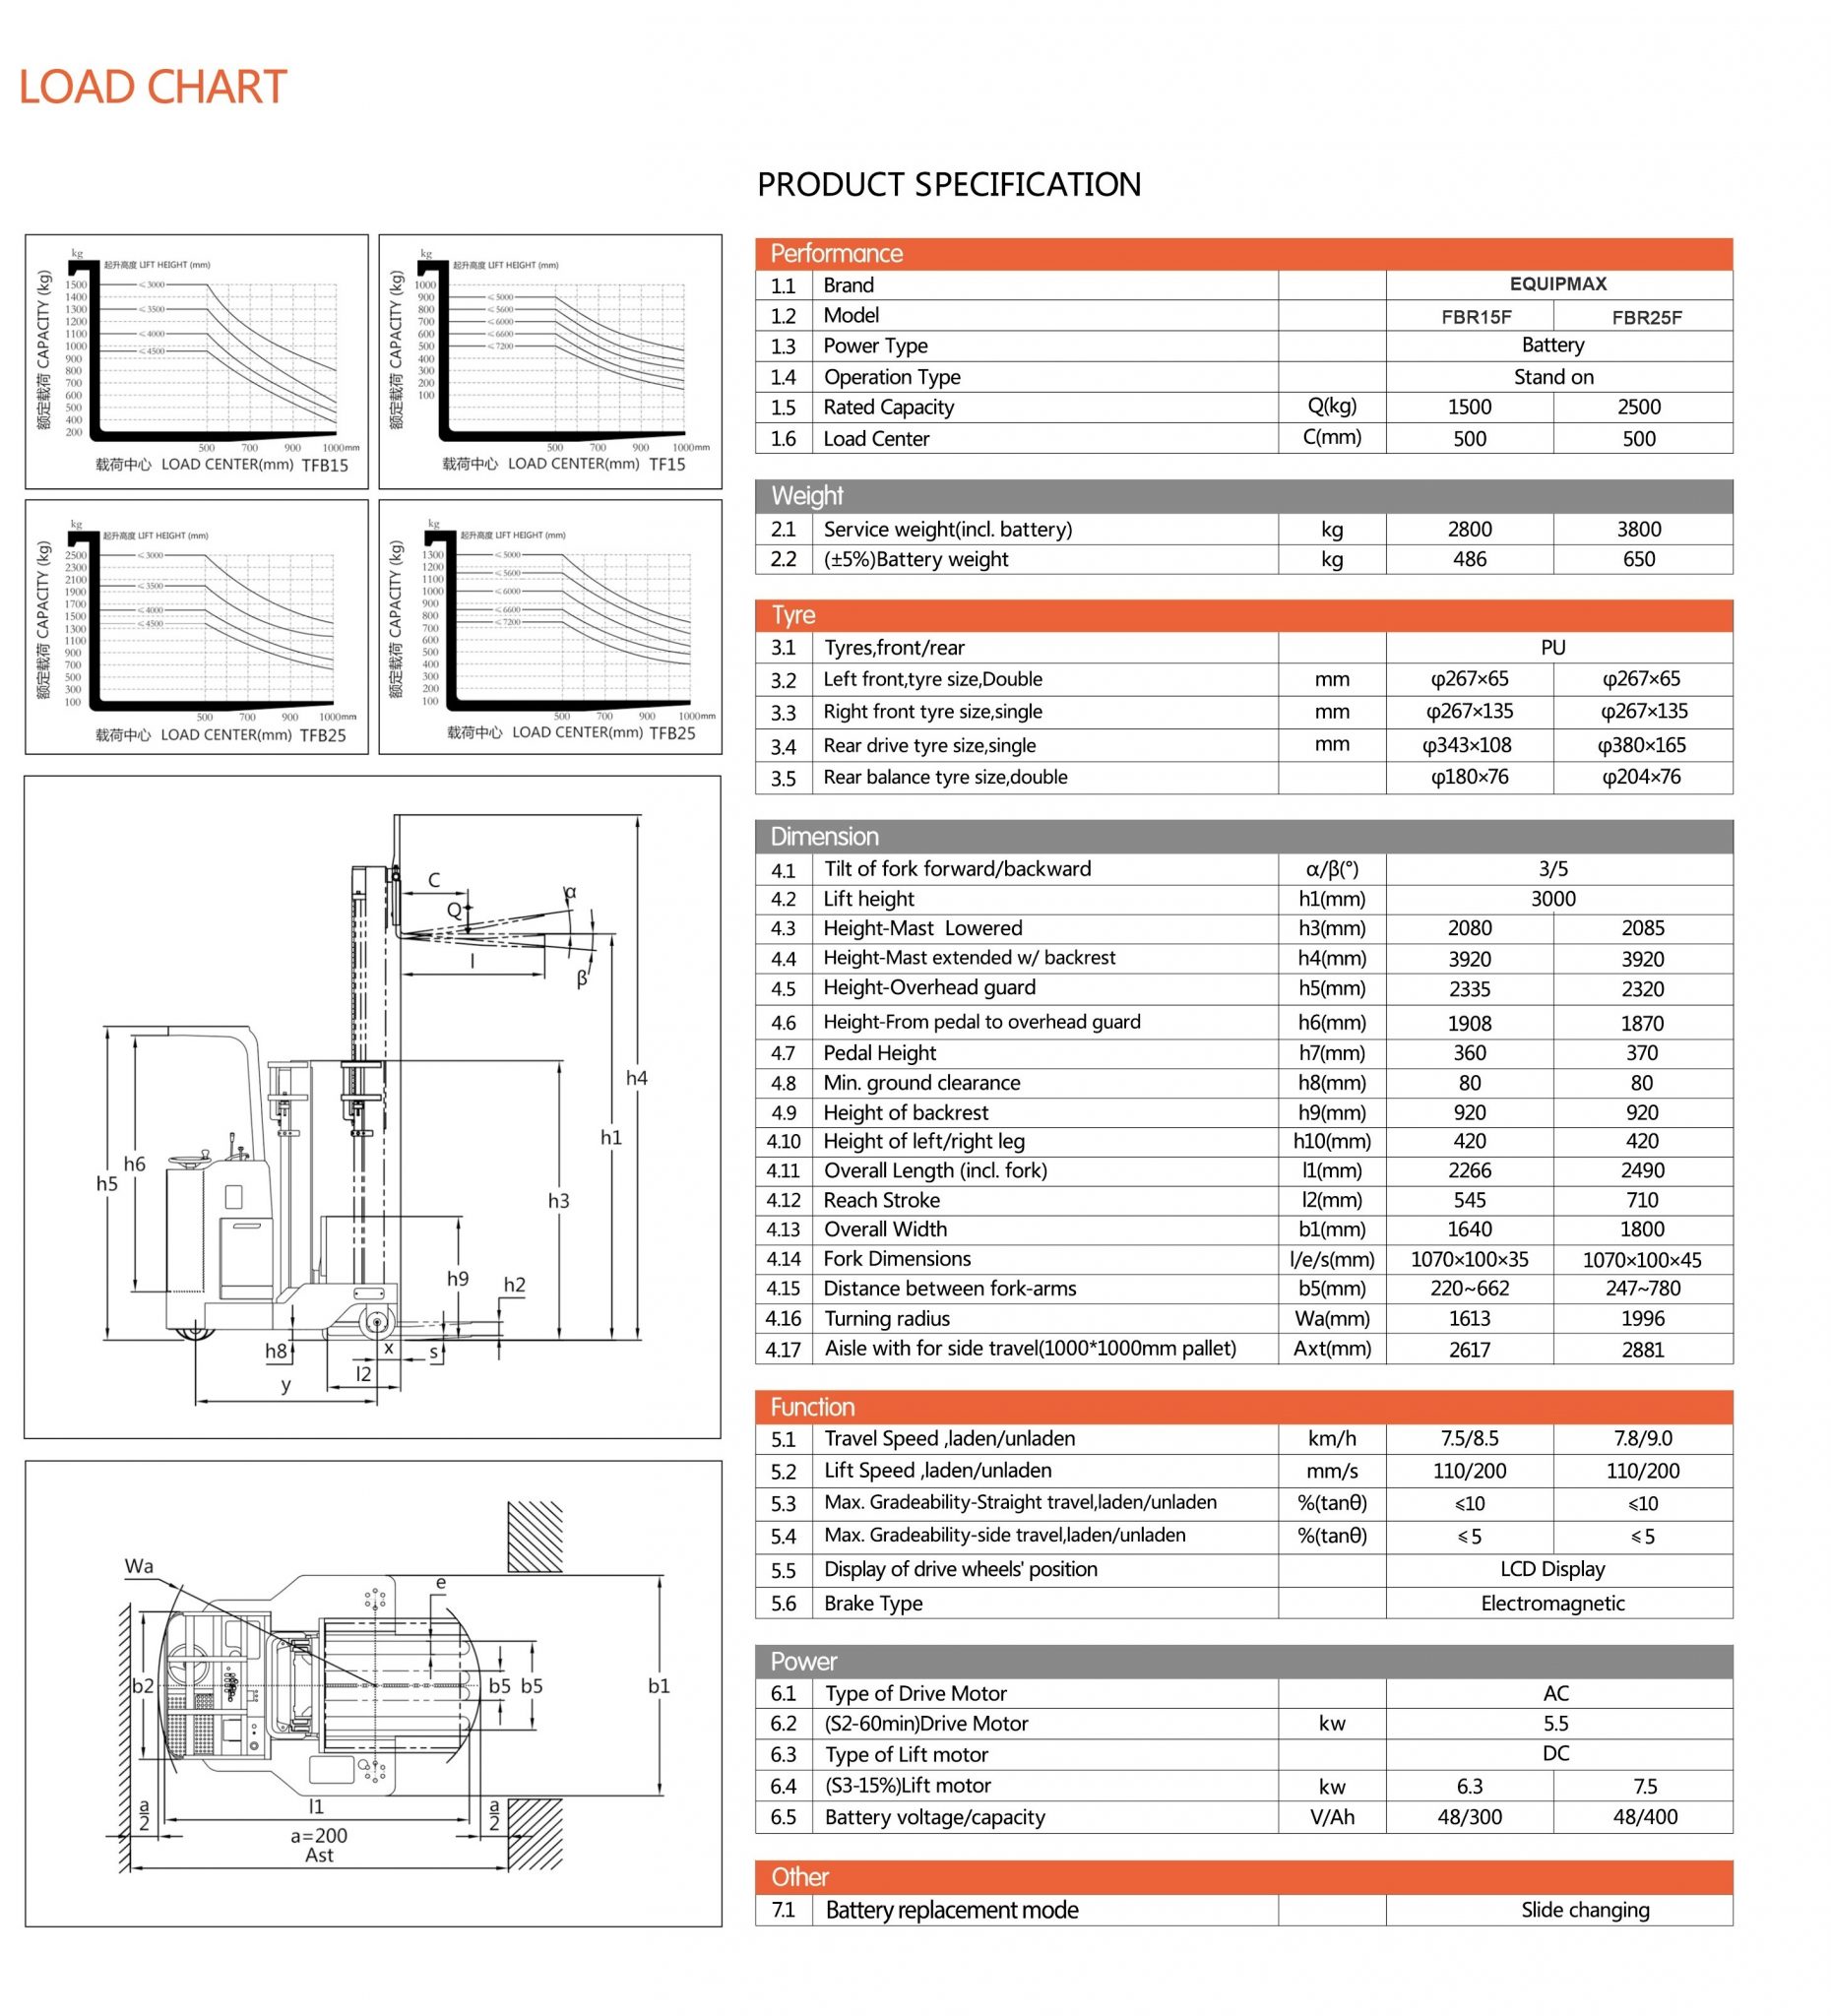 LOAD CHART
PRODUCT SPECIFICATION
kg
起升高度 LIFT HEIGHT (mm)
额定载荷 CAPACITY (kg)
1500
1400
1300
1200
1100
1000
900
800
700
600
500
400
200
≤3000
≤3500
≤4000
≤4500
500 700 900 1000mm
载荷中心 LOAD CENTER(mm) TFB15
kg
起升高度 LIFT HEIGHT (mm)
额定载荷 CAPACITY (kg)
1000
900
800
700
600
500
400
300
200
100
≤5000
≤5600
≤6000
≤6600
≤7200
500 700 900 1000mm
载荷中心 LOAD CENTER(mm) TF15
kg
起升高度 LIFT HEIGHT (mm)
额定载荷 CAPACITY (kg)
2500
2300
2100
1900
1700
1500
1300
1100
900
700
500
300
100
≤3000
≤3500
≤4000
≤4500
500 700 900 1000mm
载荷中心 LOAD CENTER(mm) TFB25
kg
起升高度 LIFT HEIGHT (mm)
额定载荷 CAPACITY (kg)
1300
1200
1100
1000
900
800
700
600
500
400
300
200
100
≤5000
≤5600
≤6000
≤6600
≤7200
500 700 900 1000mm
载荷中心 LOAD CENTER(mm) TFB25
C
α
Q
l
β
h4
h1
h6
h5
h3
h9
h2
h8
x
s
l2
y
Wa
e
b2
b5 b5
b1
a/2
l1
a/2
a=200
Ast
Performance
1.1 Brand EQUIPMAX
1.2 Model FBR15F FBR25F
1.3 Power Type Battery
1.4 Operation Type Stand on
1.5 Rated Capacity Q(kg) 1500 2500
1.6 Load Center C(mm) 500 500
Weight
2.1 Service weight(incl. battery) kg 2800 3800
2.2 (±5%)Battery weight kg 486 650
Tyre
3.1 Tyres,front/rear PU
3.2 Left front,tyre size,Double mm φ267×65 φ267×65
3.3 Right front tyre size,single mm φ267×135 φ267×135
3.4 Rear drive tyre size,single mm φ343×108 φ380×165
3.5 Rear balance tyre size,double φ180×76 φ204×76
Dimension
4.1 Tilt of fork forward/backward α/β(°) 3/5
4.2 Lift height h1(mm) 3000
4.3 Height-Mast Lowered h3(mm) 2080 2085
4.4 Height-Mast extended w/ backrest h4(mm) 3920 3920
4.5 Height-Overhead guard h5(mm) 2335 2320
4.6 Height-From pedal to overhead guard h6(mm) 1908 1870
4.7 Pedal Height h7(mm) 360 370
4.8 Min. ground clearance h8(mm) 80 80
4.9 Height of backrest h9(mm) 920 920
4.10 Height of left/right leg h10(mm) 420 420
4.11 Overall Length (incl. fork) l1(mm) 2266 2490
4.12 Reach Stroke l2(mm) 545 710
4.13 Overall Width b1(mm) 1640 1800
4.14 Fork Dimensions l/e/s(mm) 1070×100×35 1070×100×45
4.15 Distance between fork-arms b5(mm) 220~662 247~780
4.16 Turning radius Wa(mm) 1613 1996
4.17 Aisle with for side travel(1000*1000mm pallet) Axt(mm) 2617 2881
Function
5.1 Travel Speed ,laden/unladen km/h 7.5/8.5 7.8/9.0
5.2 Lift Speed ,laden/unladen mm/s 110/200 110/200
5.3 Max. Gradeability-Straight travel,laden/unladen %(tanθ) ≤10 ≤10
5.4 Max. Gradeability-side travel,laden/unladen %(tanθ) ≤5 ≤5
5.5 Display of drive wheels' position LCD Display
5.6 Brake Type Electromagnetic
Power
6.1 Type of Drive Motor AC
6.2 (S2-60min)Drive Motor kw 5.5
6.3 Type of Lift motor DC
6.4 (S3-15%)Lift motor kw 6.3 7.5
6.5 Battery voltage/capacity V/Ah 48/300 48/400
Other
7.1 Battery replacement mode Slide changing